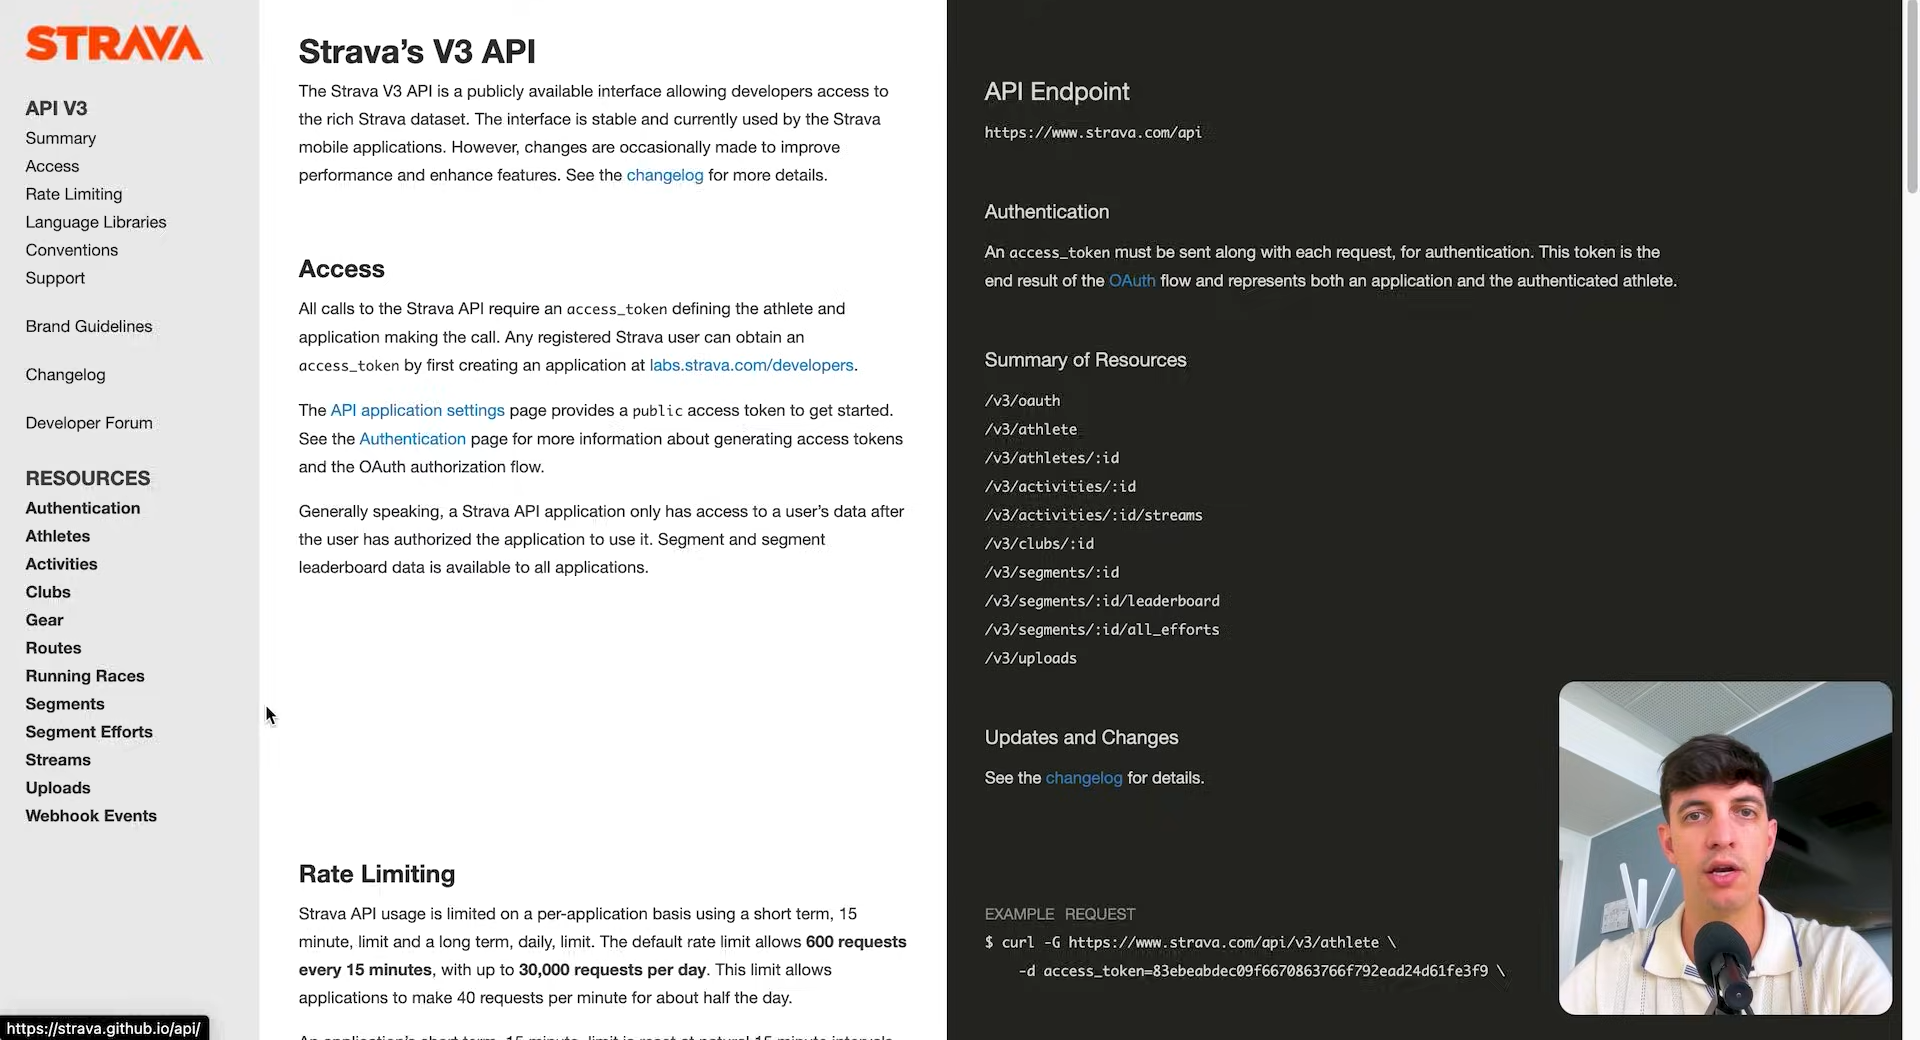 STRAVA
API V3
Summary
Access
Rate Limiting
Language Libraries
Conventions
Support
Brand Guidelines
Changelog
Developer Forum
RESOURCES
Authentication
Athletes
Activities
Clubs
Gear
Routes
Running Races
Segments
Segment Efforts
Streams
Uploads
Webhook Events
https://strava.github.io/api/
Strava’s V3 API
The Strava V3 API is a publicly available interface allowing developers access to
the rich Strava dataset. The interface is stable and currently used by the Strava
mobile applications. However, changes are occasionally made to improve
performance and enhance features. See the changelog for more details.
Access
All calls to the Strava API require an access_token defining the athlete and
application making the call. Any registered Strava user can obtain an
access_token by first creating an application at labs.strava.com/developers.
The API application settings page provides a public access token to get started.
See the Authentication page for more information about generating access tokens
and the OAuth authorization flow.
Generally speaking, a Strava API application only has access to a user’s data after
the user has authorized the application to use it. Segment and segment
leaderboard data is available to all applications.
Rate Limiting
Strava API usage is limited on a per-application basis using a short term, 15
minute, limit and a long term, daily, limit. The default rate limit allows 600 requests
every 15 minutes, with up to 30,000 requests per day. This limit allows
applications to make 40 requests per minute for about half the day.
An application’s short term, 15 minute, limit is reset at natural 15 minute intervals
API Endpoint
https://www.strava.com/api
Authentication
An access_token must be sent along with each request, for authentication. This token is the
end result of the OAuth flow and represents both an application and the authenticated athlete.
Summary of Resources
/v3/oauth
/v3/athlete
/v3/athletes/:id
/v3/activities/:id
/v3/activities/:id/streams
/v3/clubs/:id
/v3/segments/:id
/v3/segments/:id/leaderboard
/v3/segments/:id/all_efforts
/v3/uploads
Updates and Changes
See the changelog for details.
EXAMPLE REQUEST
$ curl -G https://www.strava.com/api/v3/athlete \
-d access_token=83ebeabdec09f6670863766f792ead24d61fe3f9 \